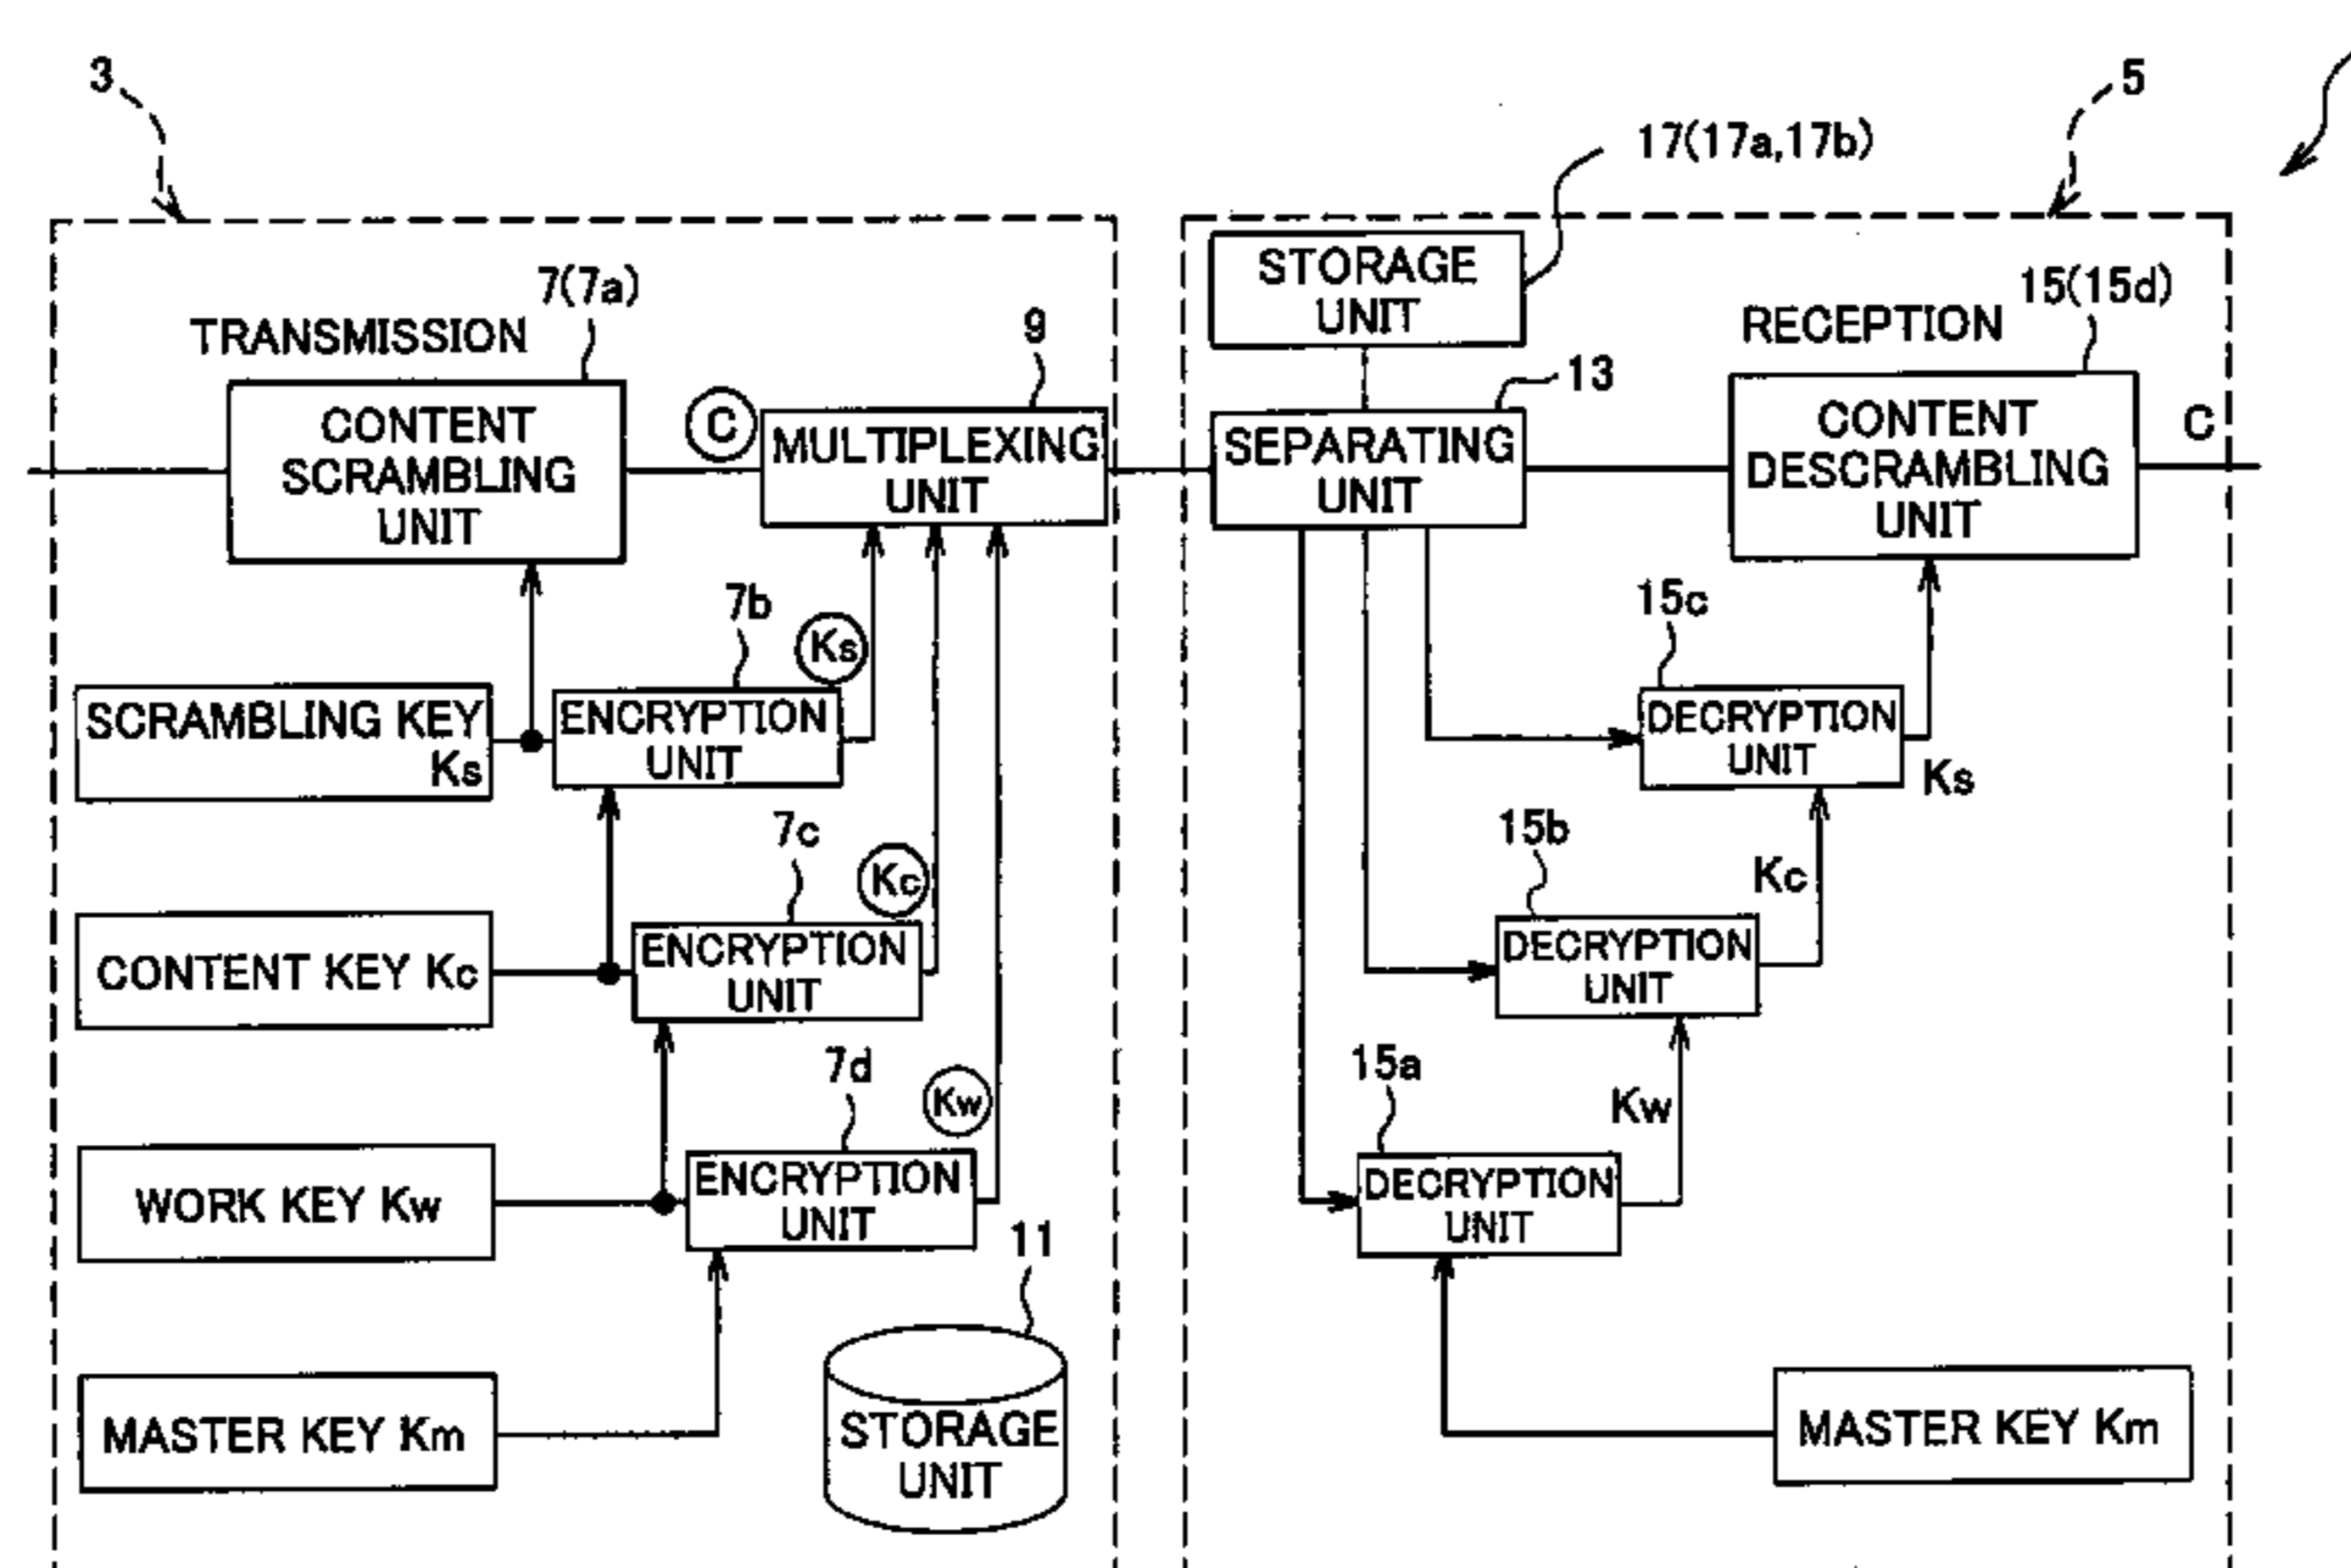 3
5
17(17a,17b)
STORAGE
UNIT
7(7a)
15(15d)
TRANSMISSION
9
RECEPTION
13
CONTENT
SCRAMBLING
UNIT
C
MULTIPLEXING
UNIT
SEPARATING
UNIT
CONTENT
DESCRAMBLING
UNIT
C
7b
Ks
15c
SCRAMBLING KEY
Ks
ENCRYPTION
UNIT
DECRYPTION
UNIT
Ks
7c
Kc
15b
Kc
CONTENT KEY Kc
ENCRYPTION
UNIT
DECRYPTION
UNIT
7d
Kw
15a
Kw
WORK KEY Kw
ENCRYPTION
UNIT
DECRYPTION
UNIT
11
MASTER KEY Km
STORAGE
UNIT
MASTER KEY Km